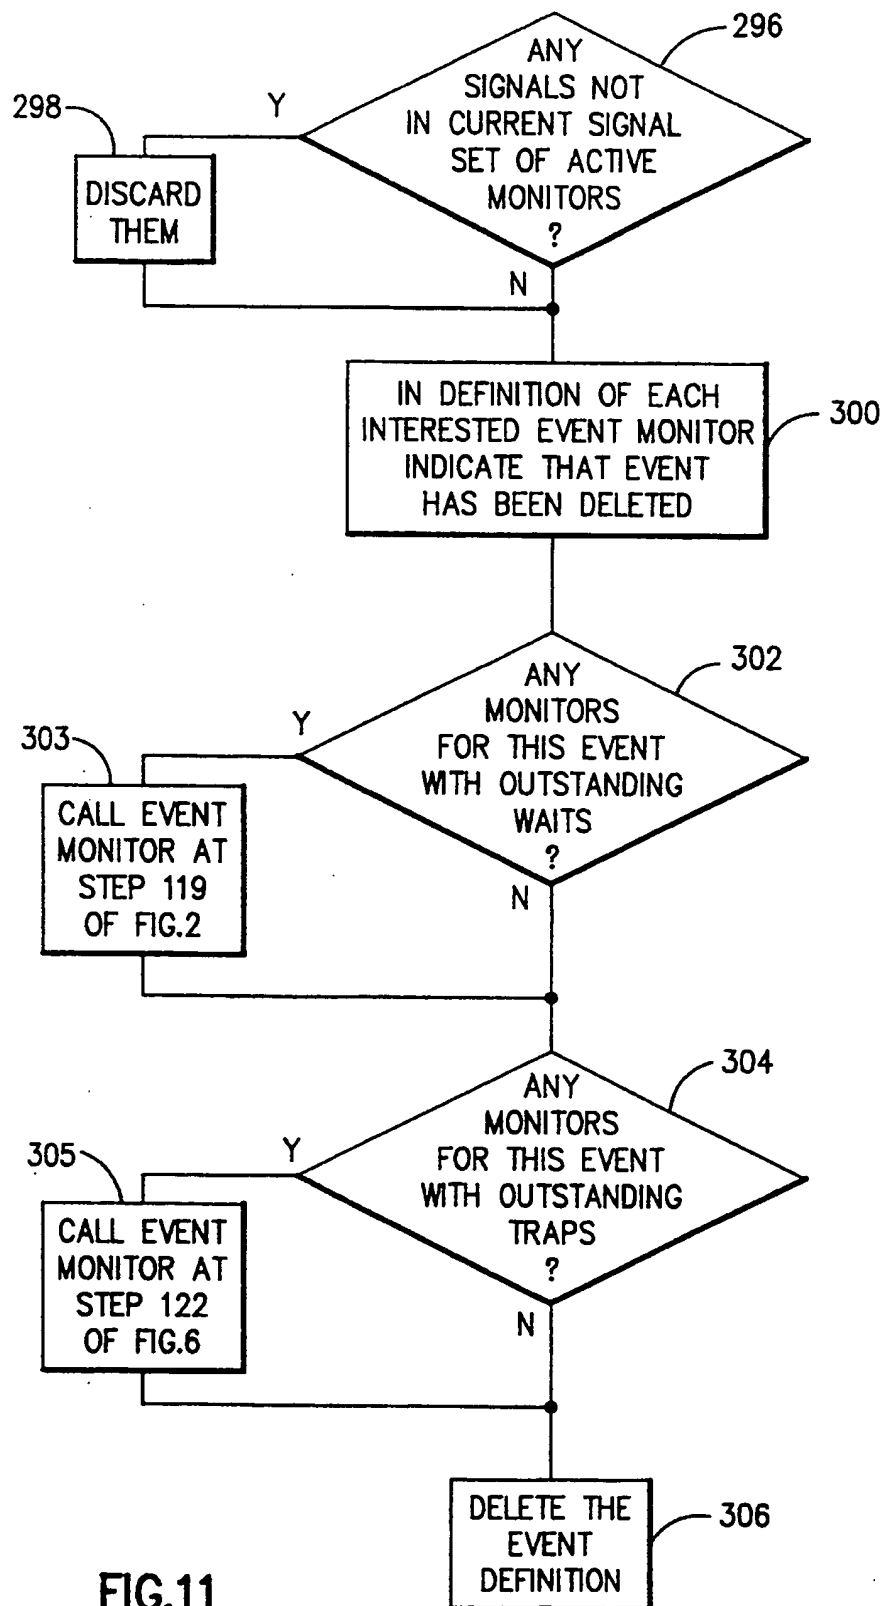 296
ANY
SIGNALS NOT
IN CURRENT SIGNAL
SET OF ACTIVE
MONITORS
?
Y
298
DISCARD
THEM
N
IN DEFINITION OF EACH
INTERESTED EVENT MONITOR
INDICATE THAT EVENT
HAS BEEN DELETED
300
302
ANY
MONITORS
FOR THIS EVENT
WITH OUTSTANDING
WAITS
?
Y
303
CALL EVENT
MONITOR AT
STEP 119
OF FIG.2
N
304
ANY
MONITORS
FOR THIS EVENT
WITH OUTSTANDING
TRAPS
?
Y
305
CALL EVENT
MONITOR AT
STEP 122
OF FIG.6
N
DELETE THE
EVENT
DEFINITION
306
FIG.11